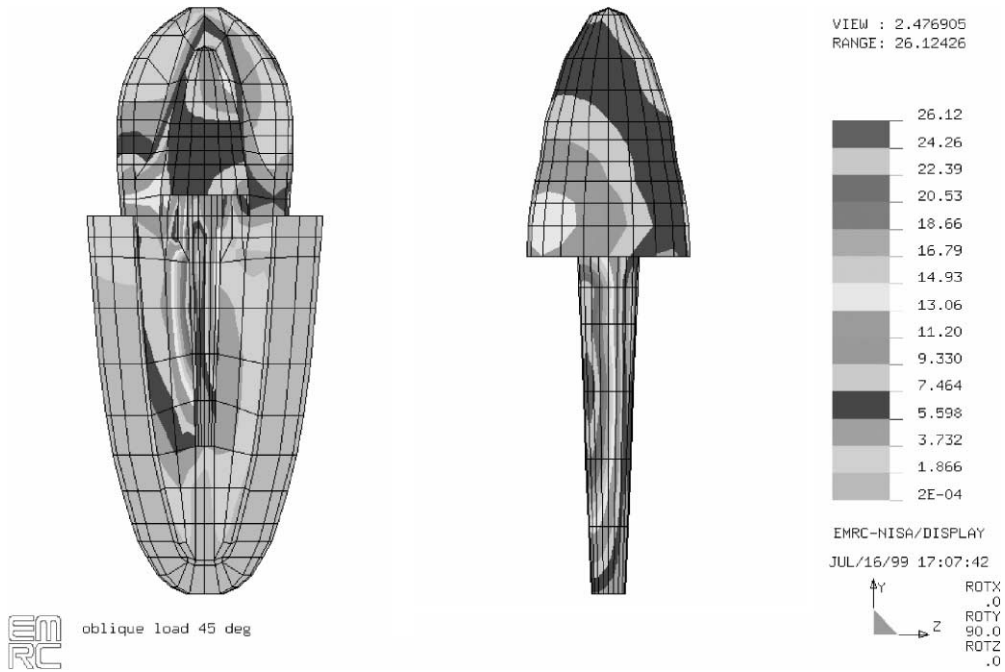 VIEW : 2.476905
RANGE: 26.12426
26.12
24.26
22.39
20.53
18.66
16.79
14.93
13.06
11.20
9.330
7.464
5.598
3.732
1.866
2E-04
EMRC-NISA/DISPLAY
JUL/16/99 17:07:42
Y
Z
ROTX
.0
ROTY
90.0
ROTZ
.0
EM
RC
oblique load 45 deg